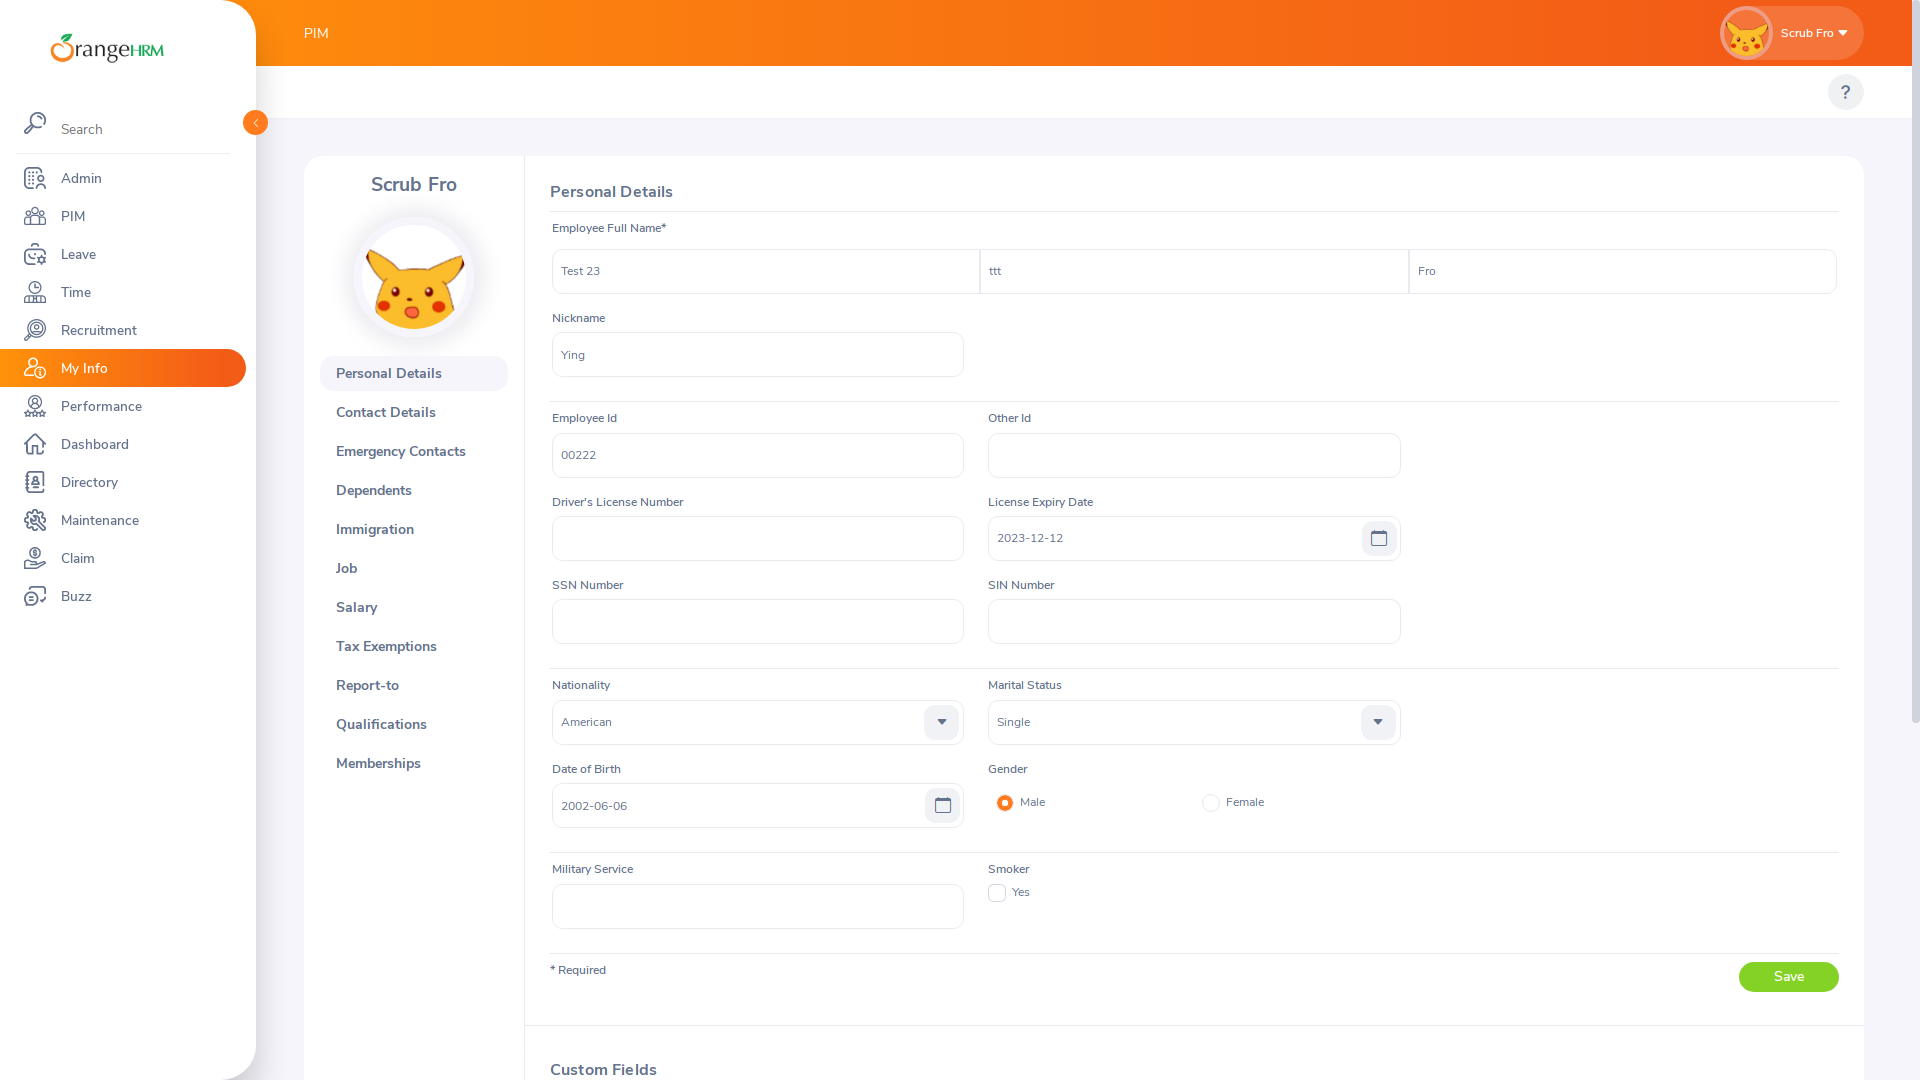 OrangeHRM
Search
Admin
PIM
Leave
Time
Recruitment
My Info
Performance
Dashboard
Directory
Maintenance
Claim
Buzz
PIM
Scrub Fro
?
Scrub Fro
Personal Details
Contact Details
Emergency Contacts
Dependents
Immigration
Job
Salary
Tax Exemptions
Report-to
Qualifications
Memberships
Personal Details
Employee Full Name*
Test 23 ttt Fro
Nickname
Ying
Employee Id Other Id
00222
Driver's License Number License Expiry Date
2023-12-12
SSN Number SIN Number
Nationality Marital Status
American Single
Date of Birth Gender
2002-06-06 Male Female
Military Service Smoker
Yes
* Required Save
Custom Fields